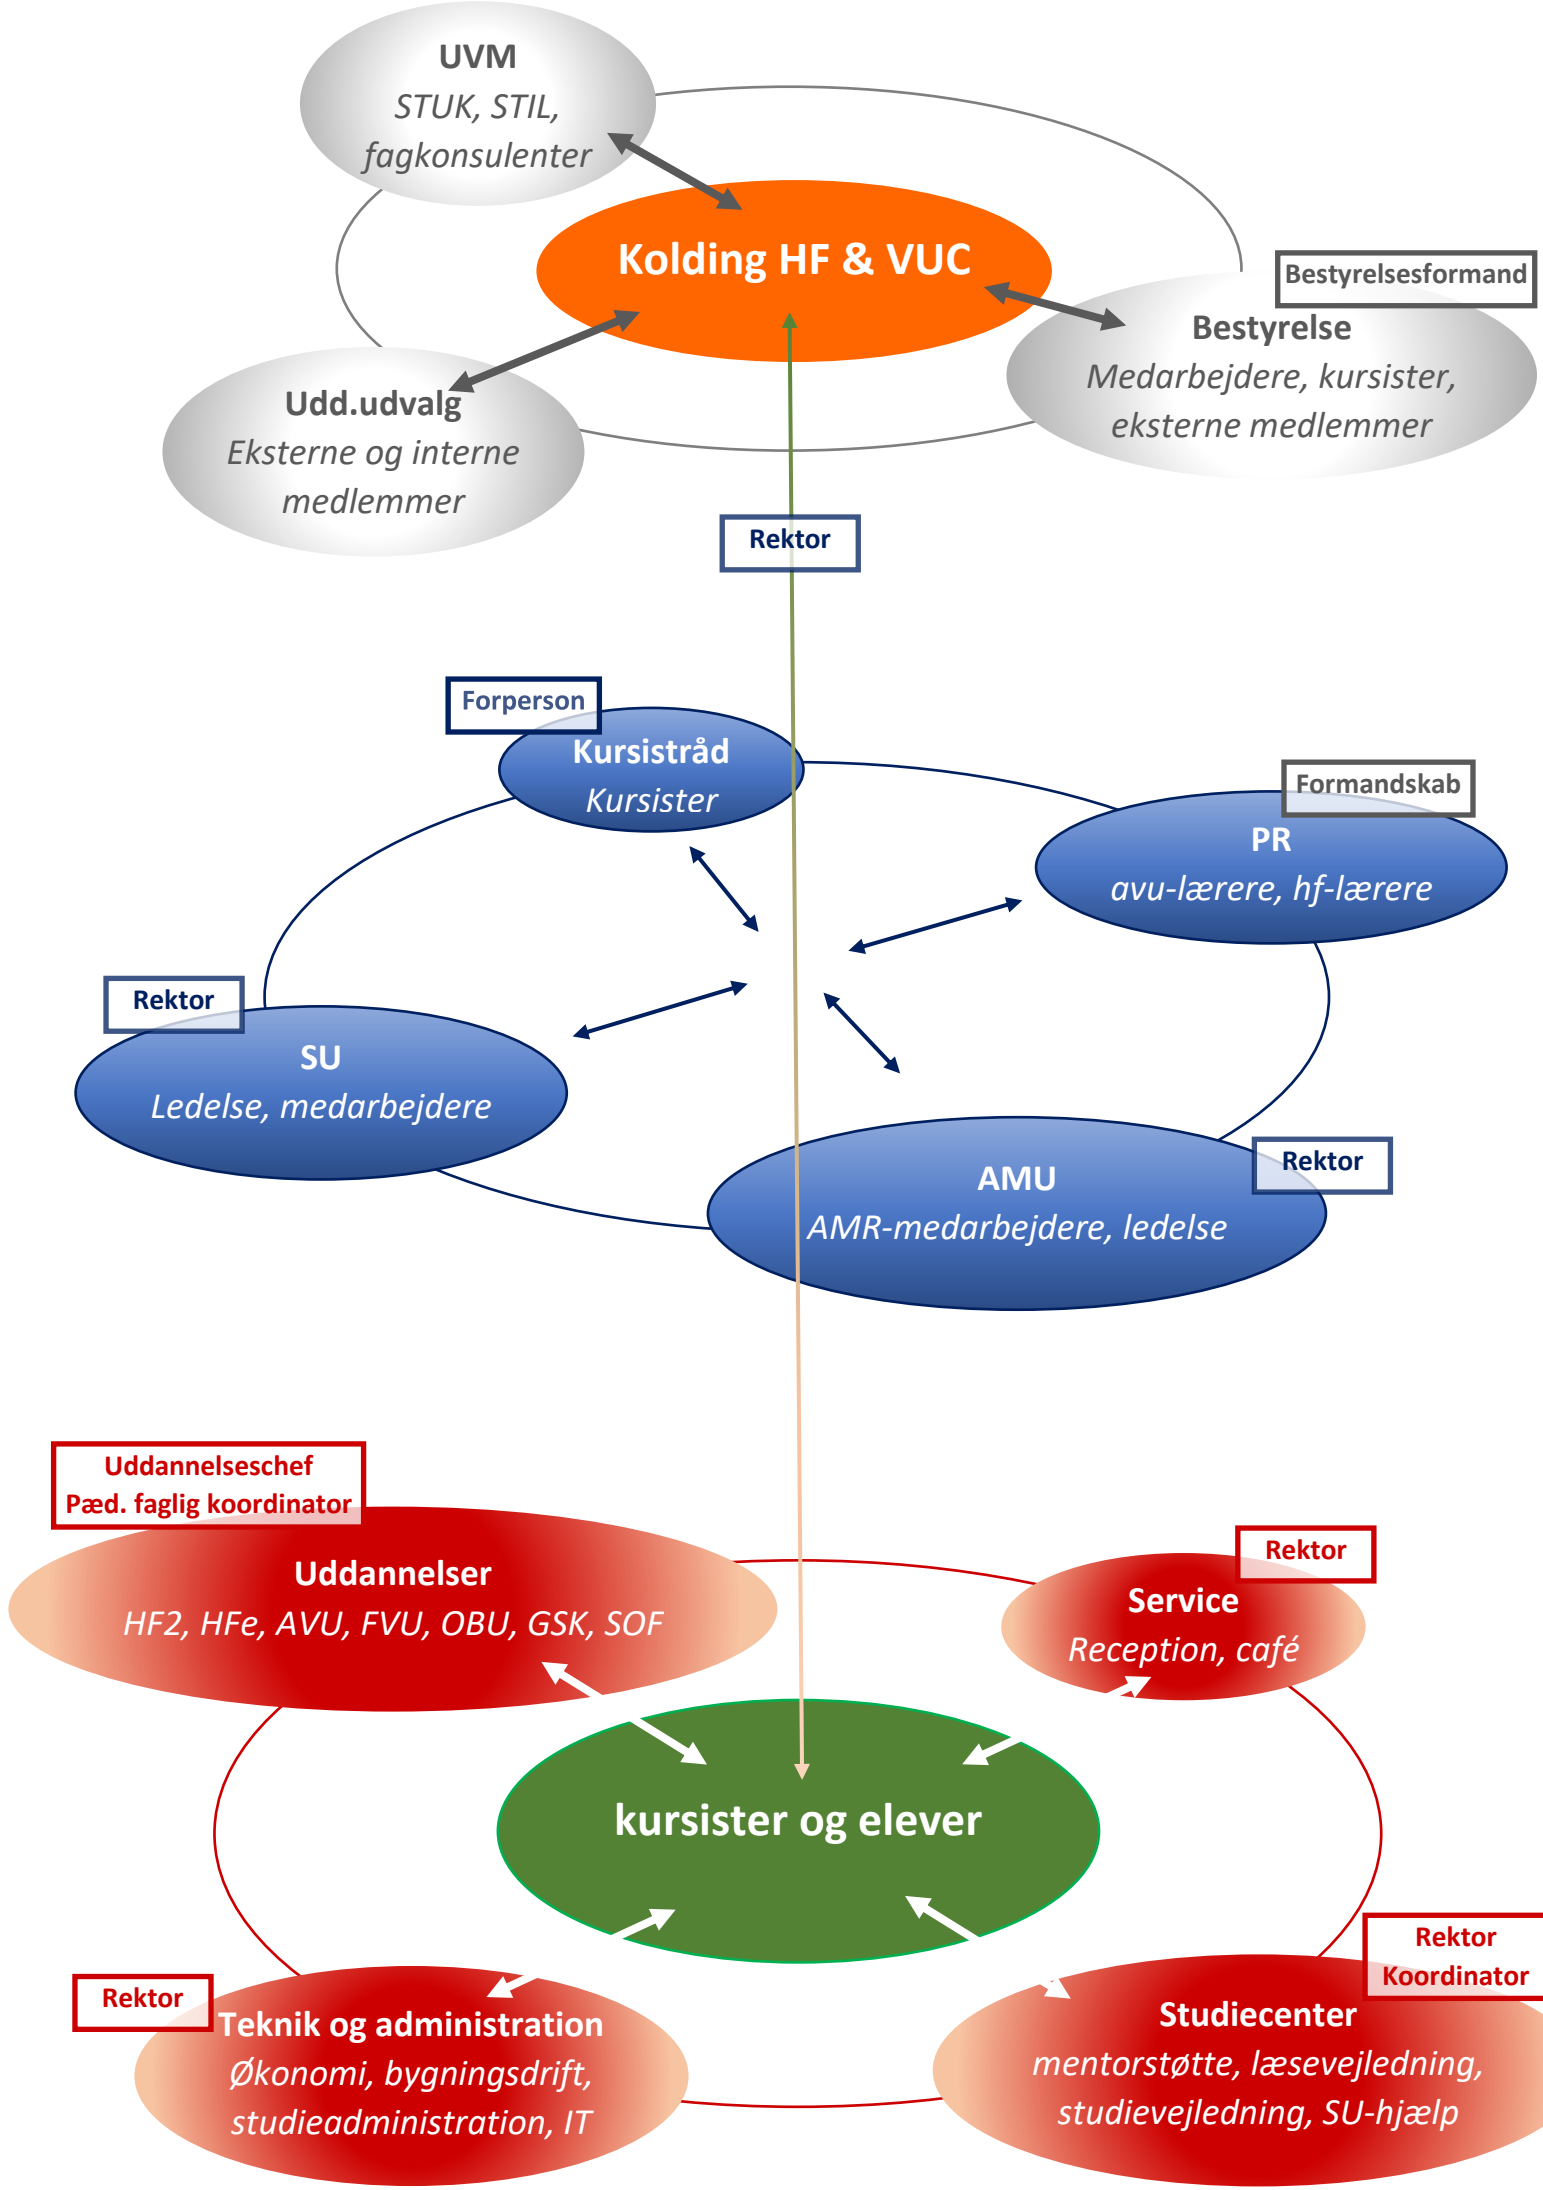 UVM
STUK, STIL,
fagkonsulenter
Kolding HF & VUC
Bestyrelsesformand
Bestyrelse
Medarbejdere, kursister,
eksterne medlemmer
Udd.udvalg
Eksterne og interne
medlemmer
Rektor
Forperson
Kursistråd
Kursister
Formandskab
PR
avu-lærere, hf-lærere
Rektor
SU
Ledelse, medarbejdere
Rektor
AMU
AMR-medarbejdere, ledelse
Uddannelseschef
Pæd. faglig koordinator
Uddannelser
HF2, HFe, AVU, FVU, OBU, GSK, SOF
Rektor
Service
Reception, café
kursister og elever
Rektor
Teknik og administration
Økonomi, bygningsdrift,
studieadministration, IT
Rektor
Koordinator
Studiecenter
mentorstøtte, læsevejledning,
studievejledning, SU-hjælp